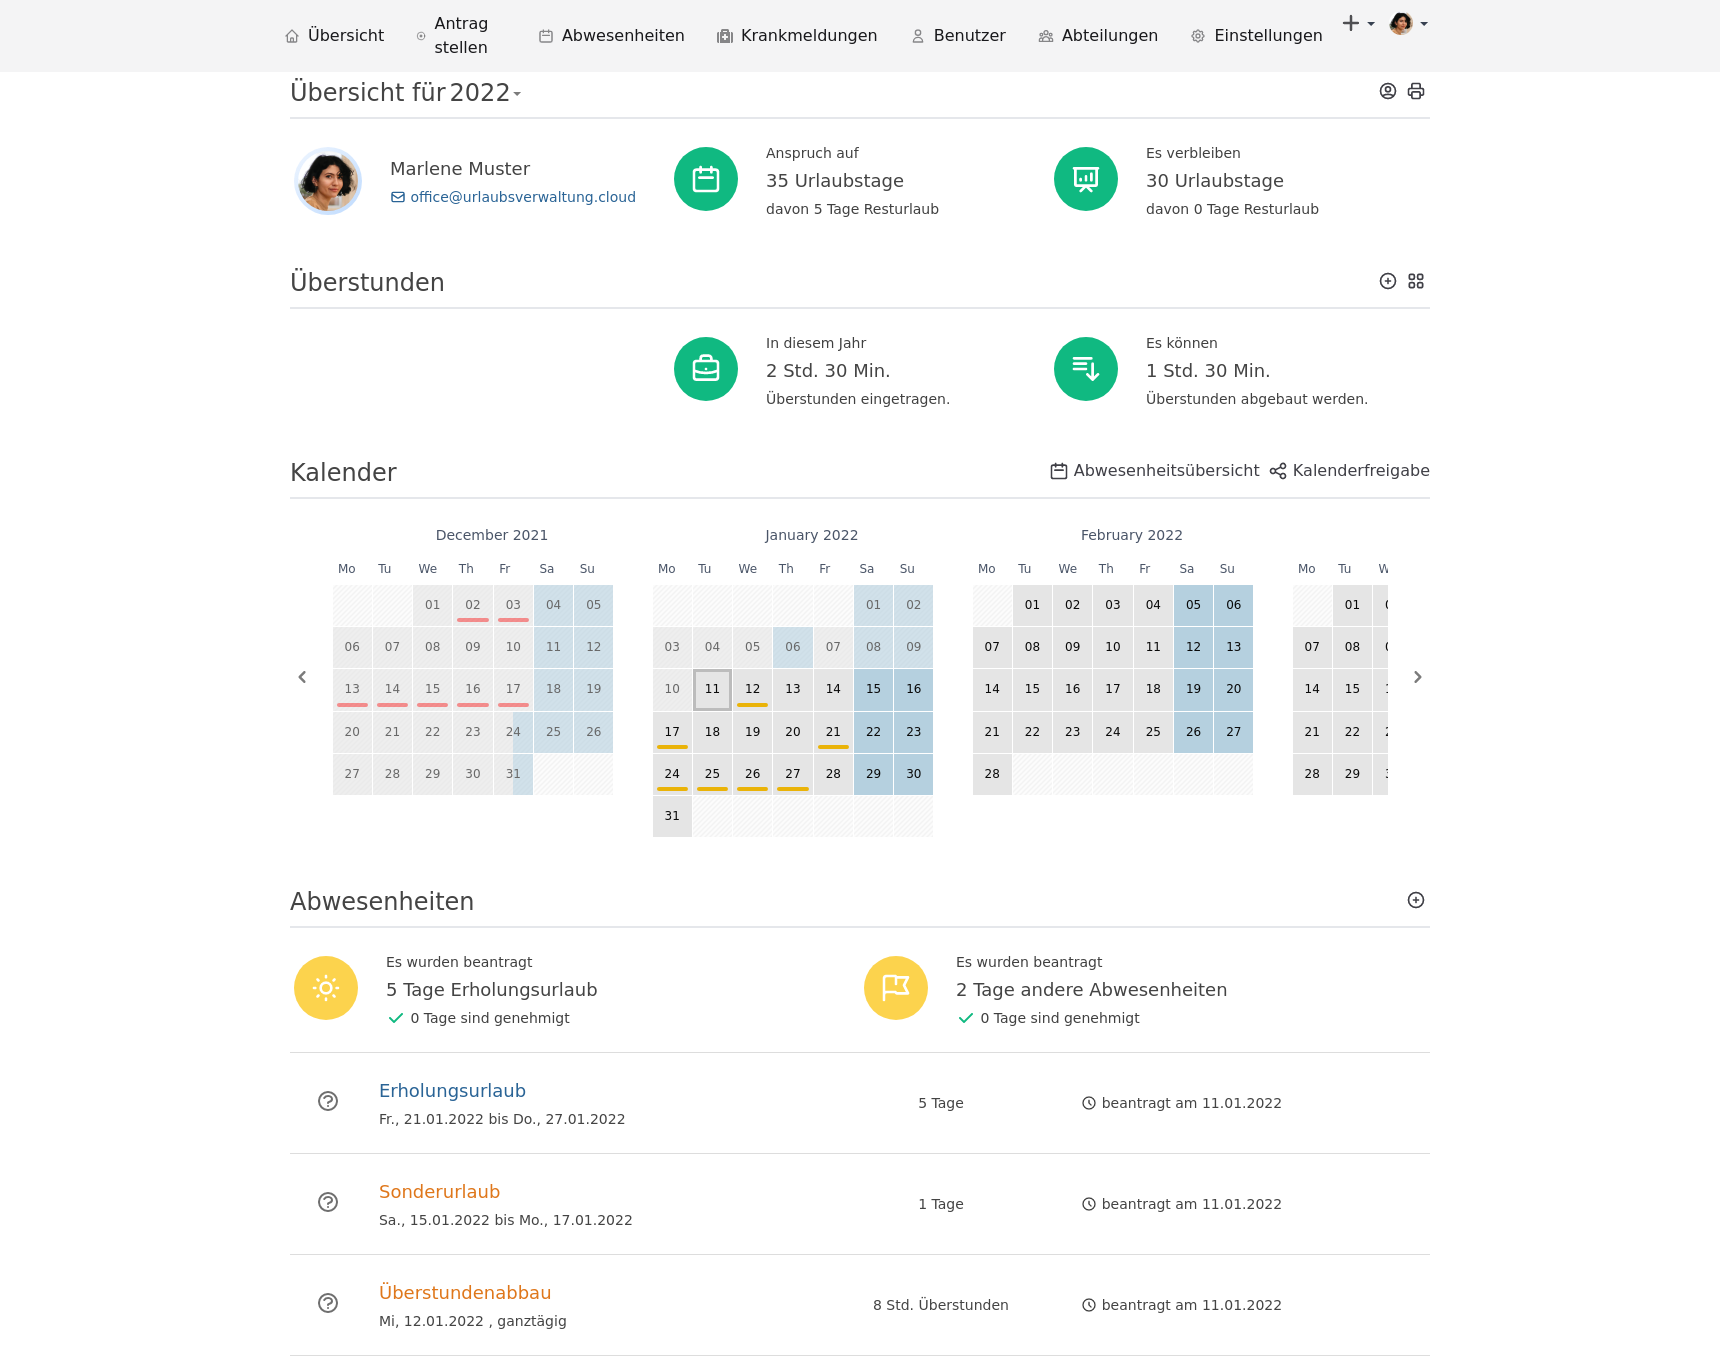 Übersicht
Antrag stellen
Abwesenheiten
Krankmeldungen
Benutzer
Abteilungen
Einstellungen
Übersicht für 2022
Marlene Muster
office@urlaubsverwaltung.cloud
Anspruch auf
35 Urlaubstage
davon 5 Tage Resturlaub
Es verbleiben
30 Urlaubstage
davon 0 Tage Resturlaub
Überstunden
In diesem Jahr
2 Std. 30 Min.
Überstunden eingetragen.
Es können
1 Std. 30 Min.
Überstunden abgebaut werden.
Kalender
Abwesenheitsübersicht
Kalenderfreigabe
December 2021
Mo Tu We Th Fr Sa Su
01 02 03 04 05
06 07 08 09 10 11 12
13 14 15 16 17 18 19
20 21 22 23 24 25 26
27 28 29 30 31
January 2022
Mo Tu We Th Fr Sa Su
01 02
03 04 05 06 07 08 09
10 11 12 13 14 15 16
17 18 19 20 21 22 23
24 25 26 27 28 29 30
31
February 2022
Mo Tu We Th Fr Sa Su
01 02 03 04 05 06
07 08 09 10 11 12 13
14 15 16 17 18 19 20
21 22 23 24 25 26 27
28
Mo Tu
01
07 08
14 15
21 22
28 29
Abwesenheiten
Es wurden beantragt
5 Tage Erholungsurlaub
0 Tage sind genehmigt
Es wurden beantragt
2 Tage andere Abwesenheiten
0 Tage sind genehmigt
Erholungsurlaub
Fr., 21.01.2022 bis Do., 27.01.2022
5 Tage
beantragt am 11.01.2022
Sonderurlaub
Sa., 15.01.2022 bis Mo., 17.01.2022
1 Tage
beantragt am 11.01.2022
Überstundenabbau
Mi, 12.01.2022 , ganztägig
8 Std. Überstunden
beantragt am 11.01.2022